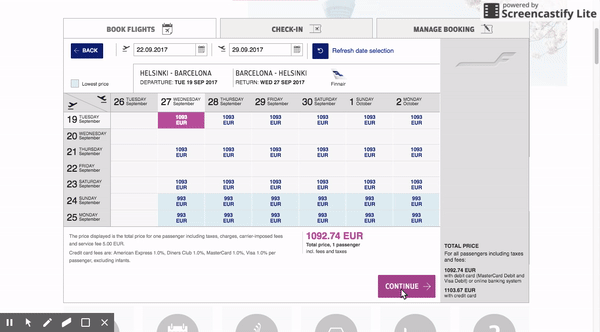 powered by
Screencastify Lite
BOOK FLIGHTS
CHECK-IN
MANAGE BOOKING
BACK
22.09.2017
29.09.2017
Refresh date selection
Lowest price
HELSINKI - BARCELONA
DEPARTURE: TUE 19 SEP 2017
BARCELONA - HELSINKI
RETURN: WED 27 SEP 2017
Finnair
26 TUESDAY September
27 WEDNESDAY September
28 THURSDAY September
29 FRIDAY September
30 SATURDAY September
1 SUNDAY October
2 MONDAY October
19 TUESDAY September
1093 EUR 1093 EUR 1093 EUR 1093 EUR 1093 EUR 1093 EUR
20 WEDNESDAY September
21 THURSDAY September
1093 EUR 1093 EUR 1093 EUR 1093 EUR 1093 EUR 1093 EUR
22 FRIDAY September
23 SATURDAY September
1093 EUR 1093 EUR 1093 EUR 1093 EUR 1093 EUR 1093 EUR
24 SUNDAY September
993 EUR 993 EUR 993 EUR 993 EUR 993 EUR 993 EUR
25 MONDAY September
993 EUR 993 EUR 993 EUR 993 EUR 993 EUR 993 EUR
The price displayed is the total price for one passenger including taxes, charges, carrier-imposed fees
and service fee 5.00 EUR.
Credit card fees are: American Express 1.0%, Diners Club 1.0%, MasterCard 1.0%, Visa 1.0% per
passenger, excluding infants.
1092.74 EUR
Total price, 1 passenger
incl. fees and taxes
CONTINUE
TOTAL PRICE
For all passengers including taxes
and fees:
1092.74 EUR
with debit card (MasterCard Debit and
Visa Debit) or online banking system
1103.67 EUR
with credit card